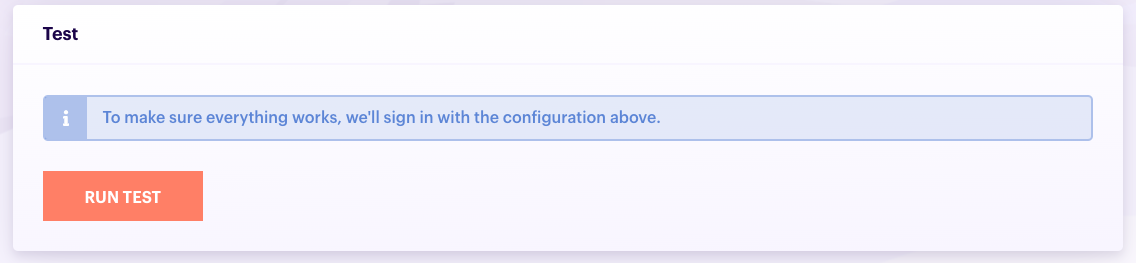 Test
To make sure everything works, we'll sign in with the configuration above.
RUN TEST